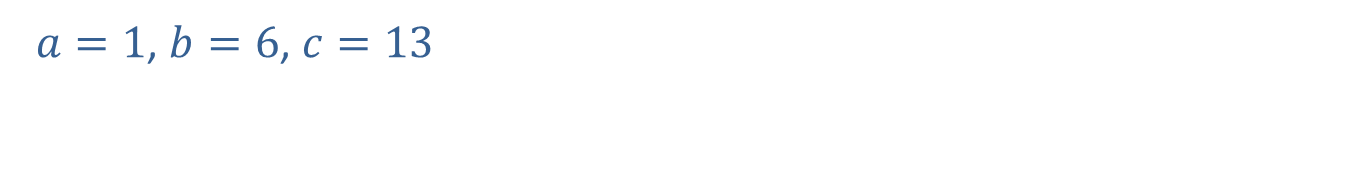 a = 1, b = 6, c = 13